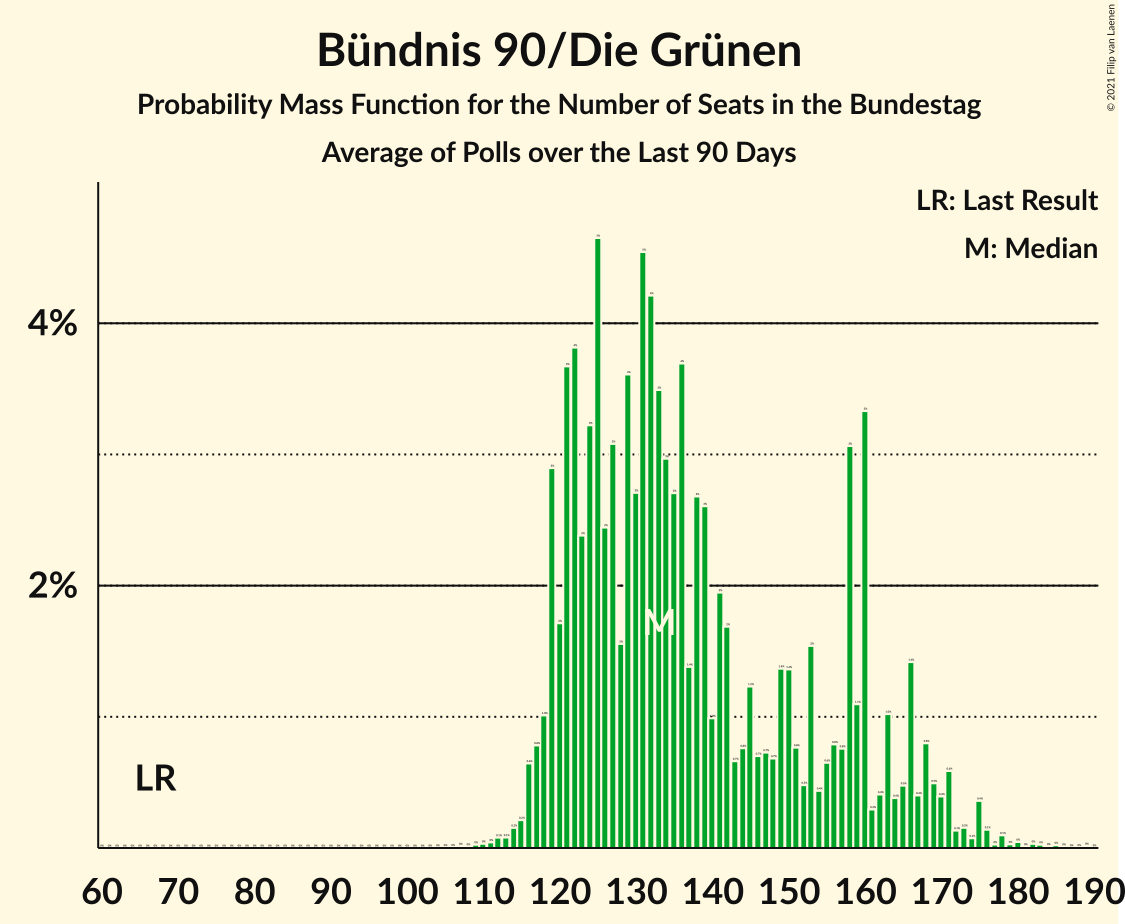 Bündnis 90/Die Grünen
Probability Mass Function for the Number of Seats in the Bundestag
Average of Polls over the Last 90 Days
© 2021 Filip van Laenen
LR: Last Result
M: Median
4%
2%
M
LR
60 70 80 90 100 110 120 130 140 150 160 170 180 190